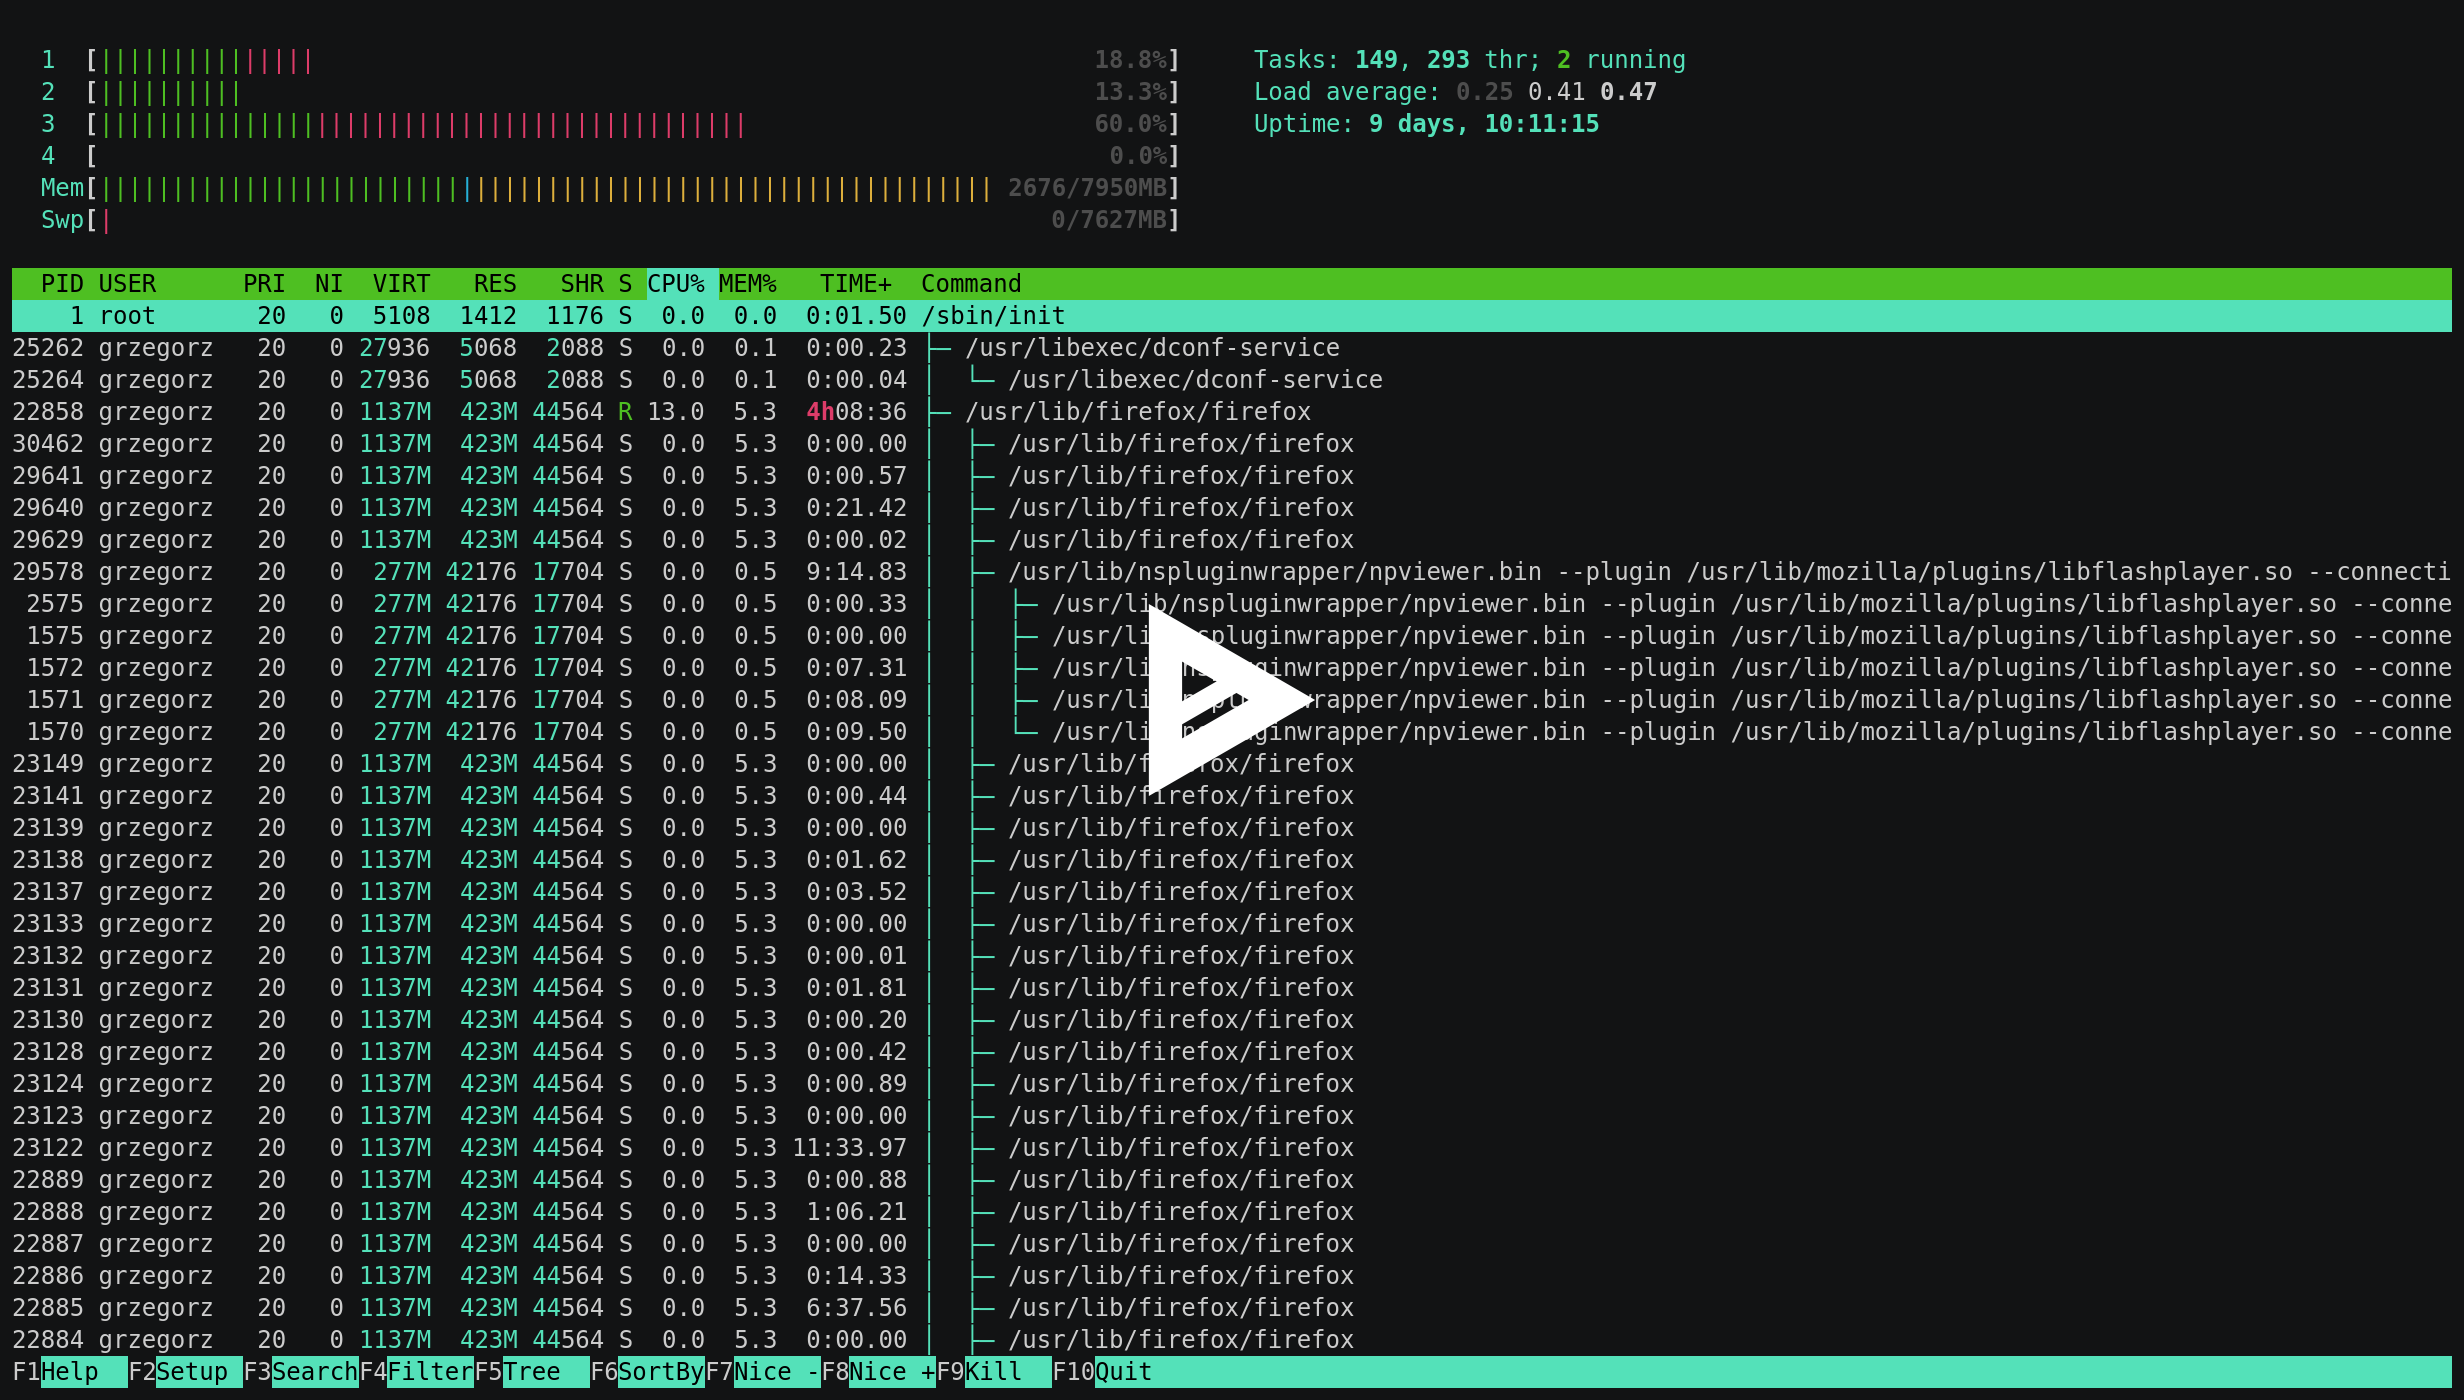 1 [||||||||||||||| 18.8%] Tasks: 149, 293 thr; 2 running
2 [|||||||||| 13.3%] Load average: 0.25 0.41 0.47
3 [||||||||||||||||||||||||||||||||||||||||||||| 60.0%] Uptime: 9 days, 10:11:15
4 [ 0.0%]
Mem[|||||||||||||||||||||||||||||||||||||||||||||||||||||||||||||| 2676/7950MB]
Swp[| 0/7627MB]
PID USER PRI NI VIRT RES SHR S CPU% MEM% TIME+ Command
1 root 20 0 5108 1412 1176 S 0.0 0.0 0:01.50 /sbin/init
25262 grzegorz 20 0 27936 5068 2088 S 0.0 0.1 0:00.23 ├─ /usr/libexec/dconf-service
25264 grzegorz 20 0 27936 5068 2088 S 0.0 0.1 0:00.04 │ └─ /usr/libexec/dconf-service
22858 grzegorz 20 0 1137M 423M 44564 R 13.0 5.3 4h08:36 ├─ /usr/lib/firefox/firefox
30462 grzegorz 20 0 1137M 423M 44564 S 0.0 5.3 0:00.00 │ ├─ /usr/lib/firefox/firefox
29641 grzegorz 20 0 1137M 423M 44564 S 0.0 5.3 0:00.57 │ ├─ /usr/lib/firefox/firefox
29640 grzegorz 20 0 1137M 423M 44564 S 0.0 5.3 0:21.42 │ ├─ /usr/lib/firefox/firefox
29629 grzegorz 20 0 1137M 423M 44564 S 0.0 5.3 0:00.02 │ ├─ /usr/lib/firefox/firefox
29578 grzegorz 20 0 277M 42176 17704 S 0.0 0.5 9:14.83 │ ├─ /usr/lib/nspluginwrapper/npviewer.bin --plugin /usr/lib/mozilla/plugins/libflashplayer.so --connecti
2575 grzegorz 20 0 277M 42176 17704 S 0.0 0.5 0:00.33 │ │ ├─ /usr/lib/nspluginwrapper/npviewer.bin --plugin /usr/lib/mozilla/plugins/libflashplayer.so --conne
1575 grzegorz 20 0 277M 42176 17704 S 0.0 0.5 0:00.00 │ │ ├─ /usr/lib/nspluginwrapper/npviewer.bin --plugin /usr/lib/mozilla/plugins/libflashplayer.so --conne
1572 grzegorz 20 0 277M 42176 17704 S 0.0 0.5 0:07.31 │ │ ├─ /usr/lib/nspluginwrapper/npviewer.bin --plugin /usr/lib/mozilla/plugins/libflashplayer.so --conne
1571 grzegorz 20 0 277M 42176 17704 S 0.0 0.5 0:08.09 │ │ ├─ /usr/lib/nspluginwrapper/npviewer.bin --plugin /usr/lib/mozilla/plugins/libflashplayer.so --conne
1570 grzegorz 20 0 277M 42176 17704 S 0.0 0.5 0:09.50 │ │ └─ /usr/lib/nspluginwrapper/npviewer.bin --plugin /usr/lib/mozilla/plugins/libflashplayer.so --conne
23149 grzegorz 20 0 1137M 423M 44564 S 0.0 5.3 0:00.00 │ ├─ /usr/lib/firefox/firefox
23141 grzegorz 20 0 1137M 423M 44564 S 0.0 5.3 0:00.44 │ ├─ /usr/lib/firefox/firefox
23139 grzegorz 20 0 1137M 423M 44564 S 0.0 5.3 0:00.00 │ ├─ /usr/lib/firefox/firefox
23138 grzegorz 20 0 1137M 423M 44564 S 0.0 5.3 0:01.62 │ ├─ /usr/lib/firefox/firefox
23137 grzegorz 20 0 1137M 423M 44564 S 0.0 5.3 0:03.52 │ ├─ /usr/lib/firefox/firefox
23133 grzegorz 20 0 1137M 423M 44564 S 0.0 5.3 0:00.00 │ ├─ /usr/lib/firefox/firefox
23132 grzegorz 20 0 1137M 423M 44564 S 0.0 5.3 0:00.01 │ ├─ /usr/lib/firefox/firefox
23131 grzegorz 20 0 1137M 423M 44564 S 0.0 5.3 0:01.81 │ ├─ /usr/lib/firefox/firefox
23130 grzegorz 20 0 1137M 423M 44564 S 0.0 5.3 0:00.20 │ ├─ /usr/lib/firefox/firefox
23128 grzegorz 20 0 1137M 423M 44564 S 0.0 5.3 0:00.42 │ ├─ /usr/lib/firefox/firefox
23124 grzegorz 20 0 1137M 423M 44564 S 0.0 5.3 0:00.89 │ ├─ /usr/lib/firefox/firefox
23123 grzegorz 20 0 1137M 423M 44564 S 0.0 5.3 0:00.00 │ ├─ /usr/lib/firefox/firefox
23122 grzegorz 20 0 1137M 423M 44564 S 0.0 5.3 11:33.97 │ ├─ /usr/lib/firefox/firefox
22889 grzegorz 20 0 1137M 423M 44564 S 0.0 5.3 0:00.88 │ ├─ /usr/lib/firefox/firefox
22888 grzegorz 20 0 1137M 423M 44564 S 0.0 5.3 1:06.21 │ ├─ /usr/lib/firefox/firefox
22887 grzegorz 20 0 1137M 423M 44564 S 0.0 5.3 0:00.00 │ ├─ /usr/lib/firefox/firefox
22886 grzegorz 20 0 1137M 423M 44564 S 0.0 5.3 0:14.33 │ ├─ /usr/lib/firefox/firefox
22885 grzegorz 20 0 1137M 423M 44564 S 0.0 5.3 6:37.56 │ ├─ /usr/lib/firefox/firefox
22884 grzegorz 20 0 1137M 423M 44564 S 0.0 5.3 0:00.00 │ ├─ /usr/lib/firefox/firefox
F1Help F2Setup F3SearchF4FilterF5Tree F6SortByF7Nice -F8Nice +F9Kill F10Quit